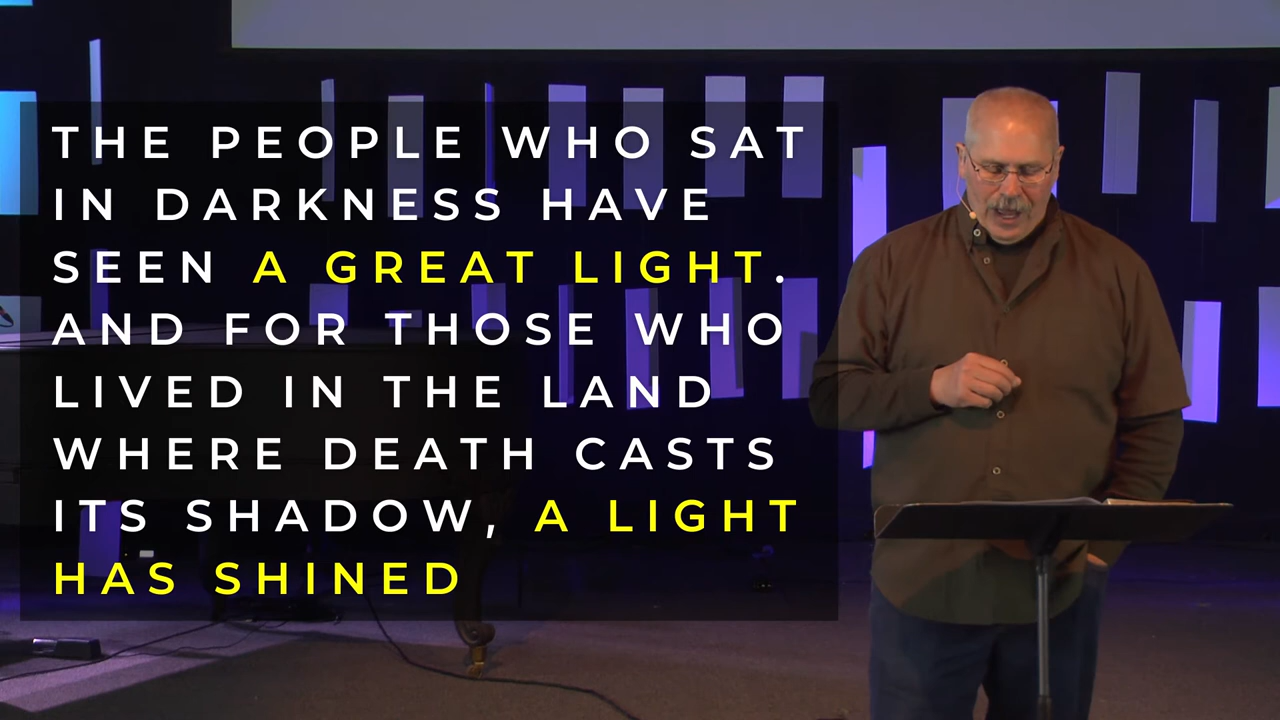 THE PEOPLE WHO SAT
IN DARKNESS HAVE
SEEN A GREAT LIGHT.
AND FOR THOSE WHO
LIVED IN THE LAND
WHERE DEATH CASTS
ITS SHADOW, A LIGHT
HAS SHINED